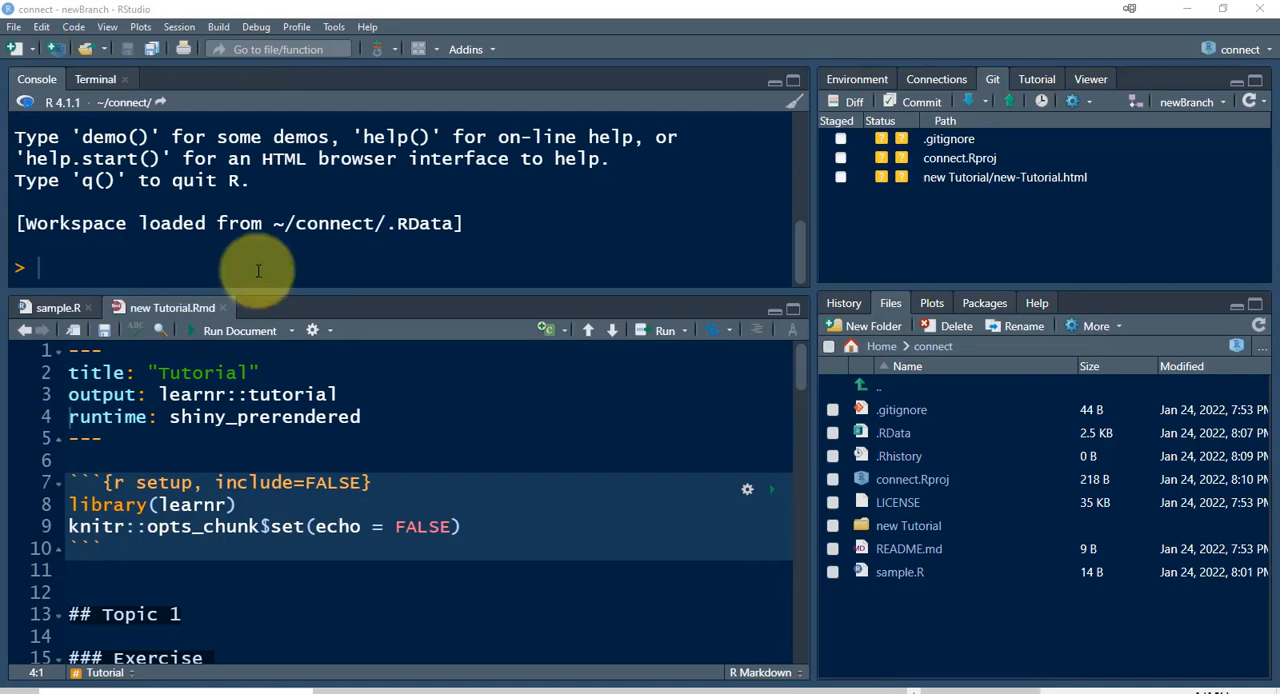 connect - newBranch - RStudio
File Edit Code View Plots Session Build Debug Profile Tools Help
Go to file/function Addins connect
Console Terminal
R 4.1.1 · ~/connect/
Type 'demo()' for some demos, 'help()' for on-line help, or
'help.start()' for an HTML browser interface to help.
Type 'q()' to quit R.
[Workspace loaded from ~/connect/.RData]
>
sample.R new Tutorial.Rmd
Run Document Run
1 ---
2 title: "Tutorial"
3 output: learnr::tutorial
4 runtime: shiny_prerendered
5 ---
6
7 ```{r setup, include=FALSE}
8 library(learnr)
9 knitr::opts_chunk$set(echo = FALSE)
10 ```
11
12
13 ## Topic 1
14
15 ### Exercise
4:1 # Tutorial R Markdown
Environment Connections Git Tutorial Viewer
Diff Commit newBranch
Staged Status Path
? ? .gitignore
? ? connect.Rproj
? ? new Tutorial/new-Tutorial.html
History Files Plots Packages Help
New Folder Delete Rename More
Home connect ...
Name Size Modified
..
.gitignore 44 B Jan 24, 2022, 7:53 PM
.RData 2.5 KB Jan 24, 2022, 8:07 PM
.Rhistory 0 B Jan 24, 2022, 8:09 PM
connect.Rproj 218 B Jan 24, 2022, 8:10 PM
LICENSE 35 KB Jan 24, 2022, 7:53 PM
new Tutorial
README.md 9 B Jan 24, 2022, 7:53 PM
sample.R 14 B Jan 24, 2022, 8:01 PM